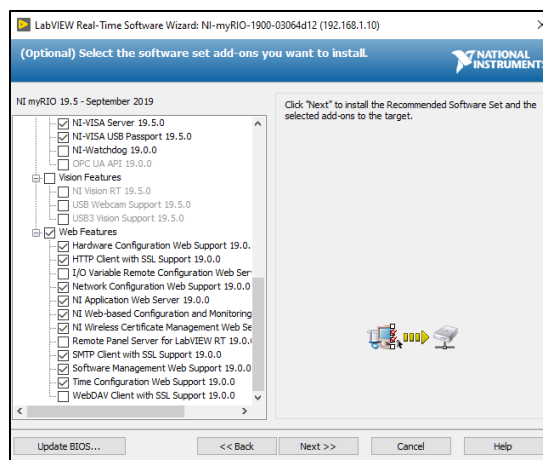 LabVIEW Real-Time Software Wizard: NI-myRIO-1900-03064d12 (192.168.1.10)
(Optional) Select the software set add-ons you want to install.
NATIONAL
INSTRUMENTS
NI myRIO 19.5 - September 2019
NI-VISA Server 19.5.0
NI-VISA USB Passport 19.5.0
NI-Watchdog 19.0.0
OPC UA API 19.0.0
Vision Features
NI Vision RT 19.5.0
USB Webcam Support 19.5.0
USB3 Vision Support 19.5.0
Web Features
Hardware Configuration Web Support 19.0.
HTTP Client with SSL Support 19.0.0
I/O Variable Remote Configuration Web Ser
Network Configuration Web Support 19.0.0
NI Application Web Server 19.0.0
NI Web-based Configuration and Monitoring
NI Wireless Certificate Management Web Se
Remote Panel Server for LabVIEW RT 19.0.
SMTP Client with SSL Support 19.0.0
Software Management Web Support 19.0.0
Time Configuration Web Support 19.0.0
WebDAV Client with SSL Support 19.0.0
Click "Next" to install the Recommended Software Set and the
selected add-ons to the target.
Update BIOS...
<< Back
Next >>
Cancel
Help